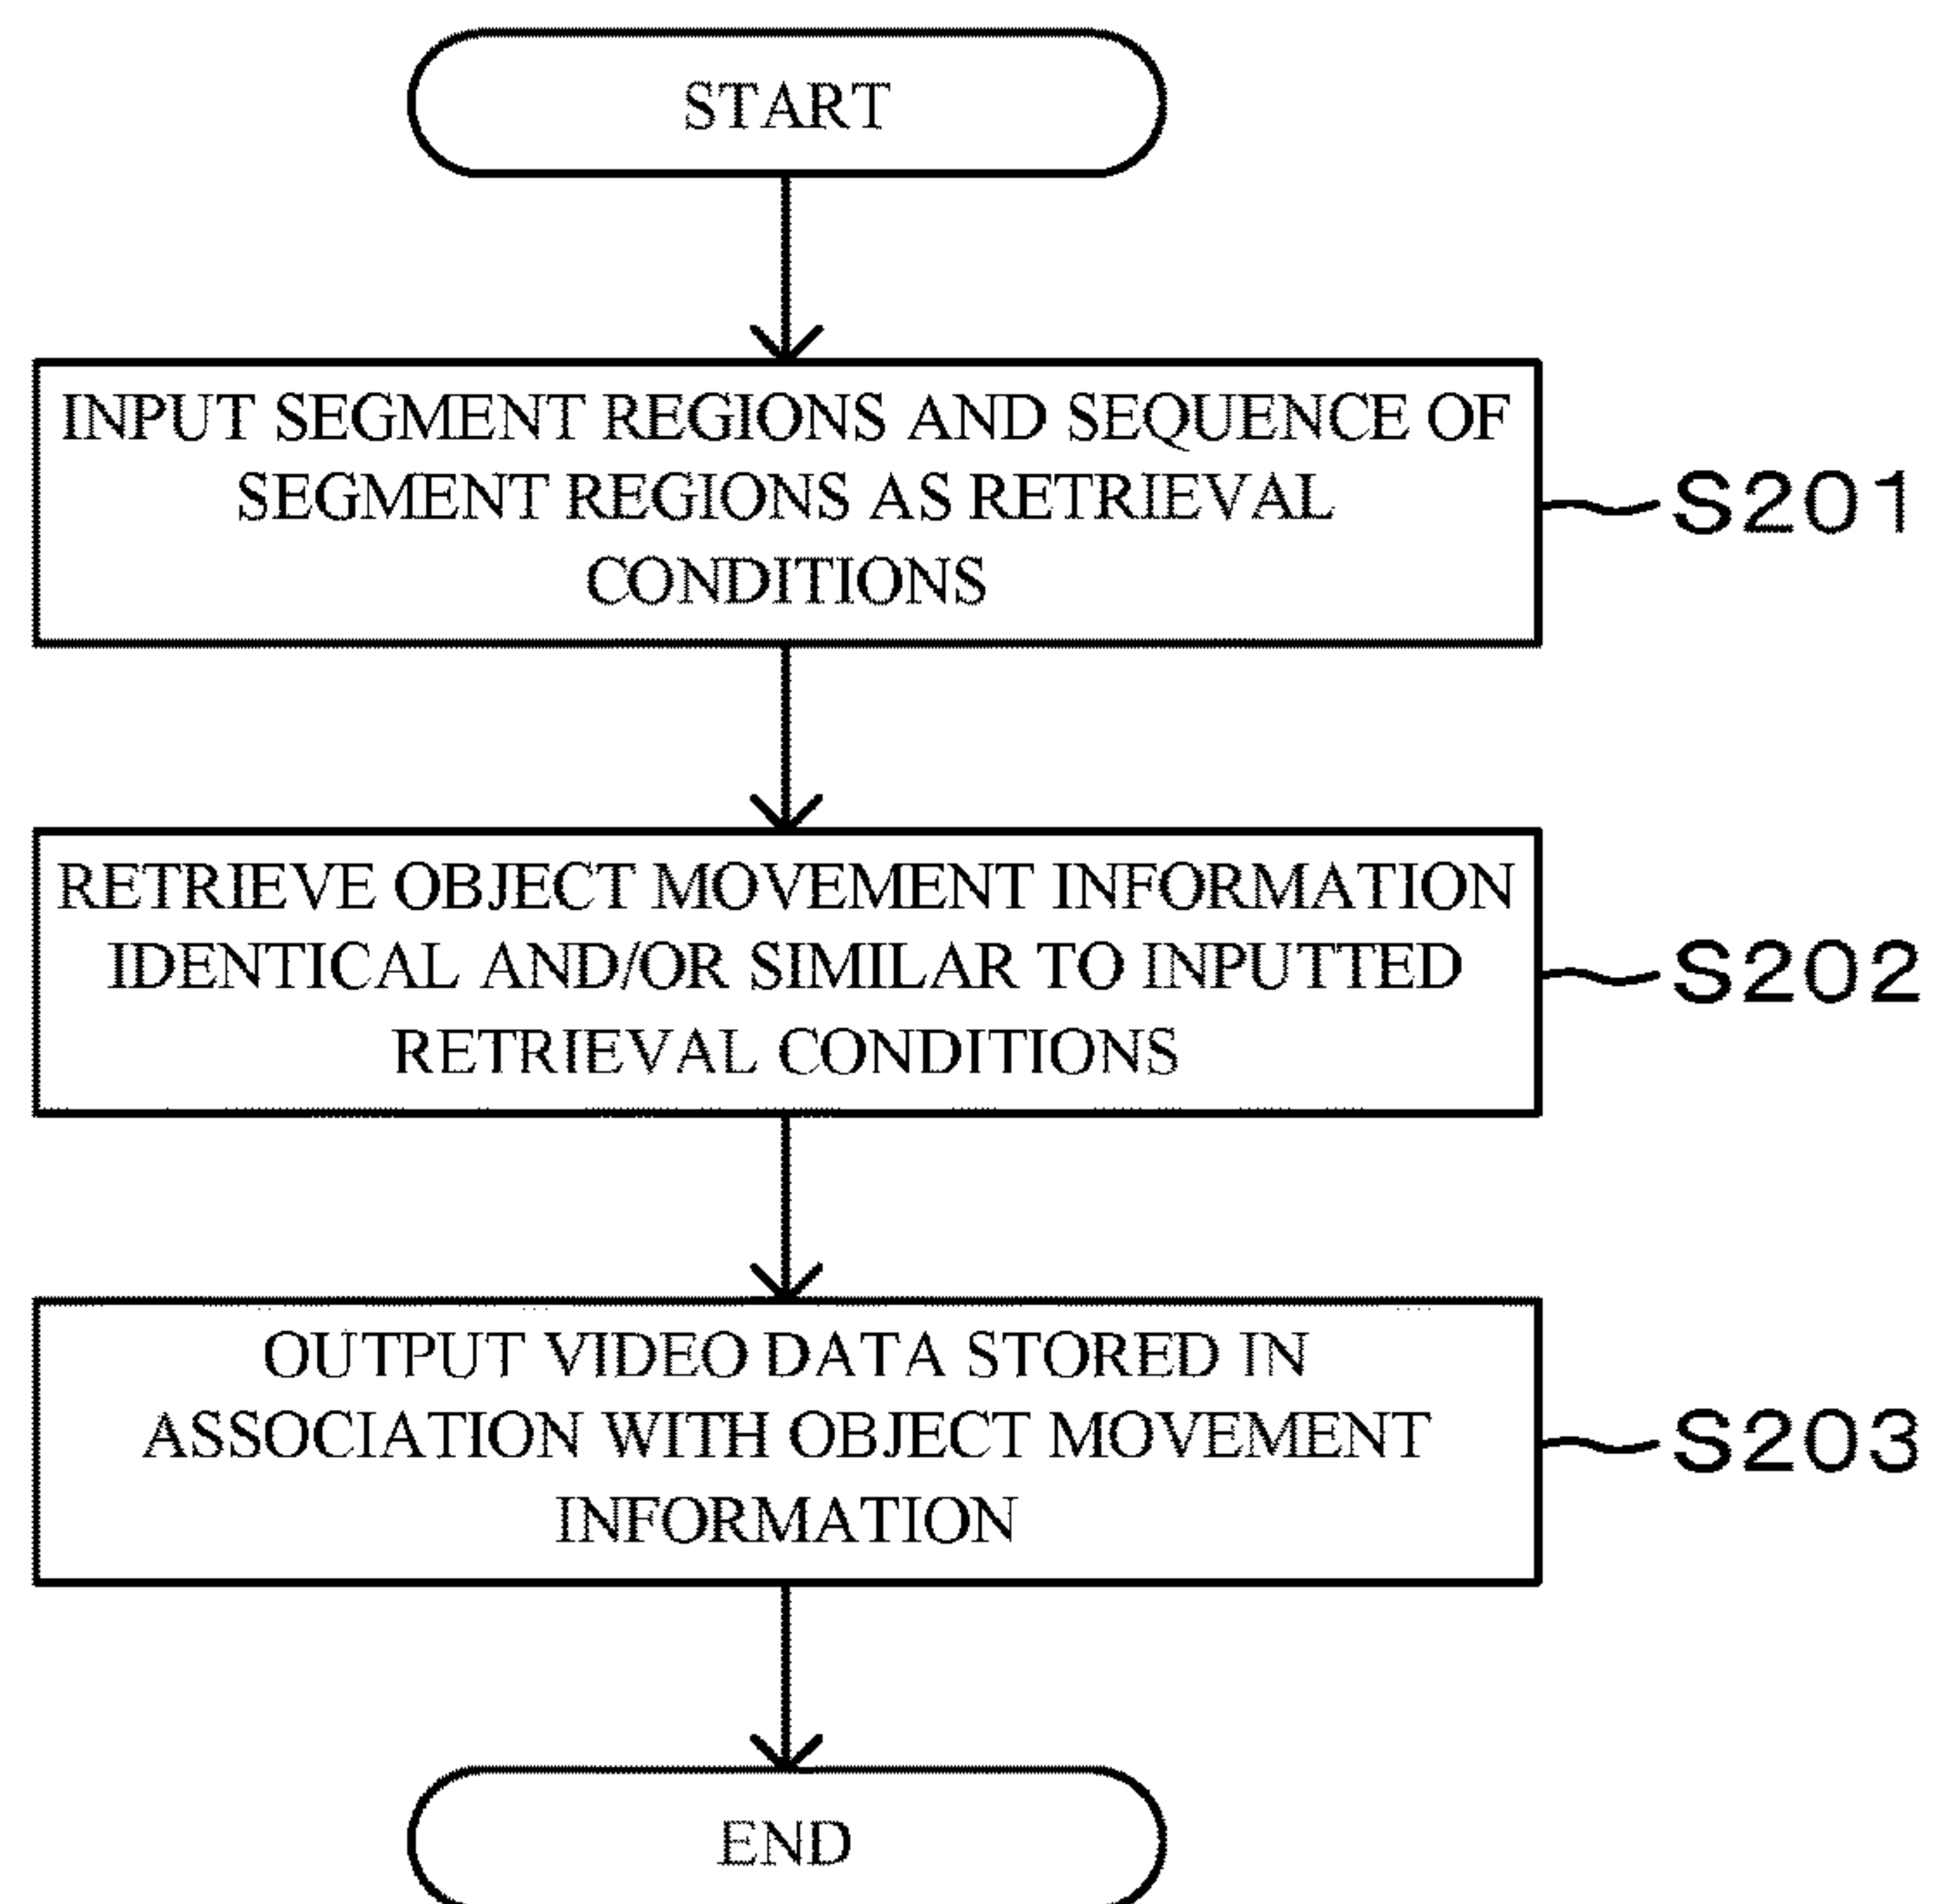 START
INPUT SEGMENT REGIONS AND SEQUENCE OF
SEGMENT REGIONS AS RETRIEVAL
CONDITIONS
S201
RETRIEVE OBJECT MOVEMENT INFORMATION
IDENTICAL AND/OR SIMILAR TO INPUTTED
RETRIEVAL CONDITIONS
S202
OUTPUT VIDEO DATA STORED IN
ASSOCIATION WITH OBJECT MOVEMENT
INFORMATION
S203
END